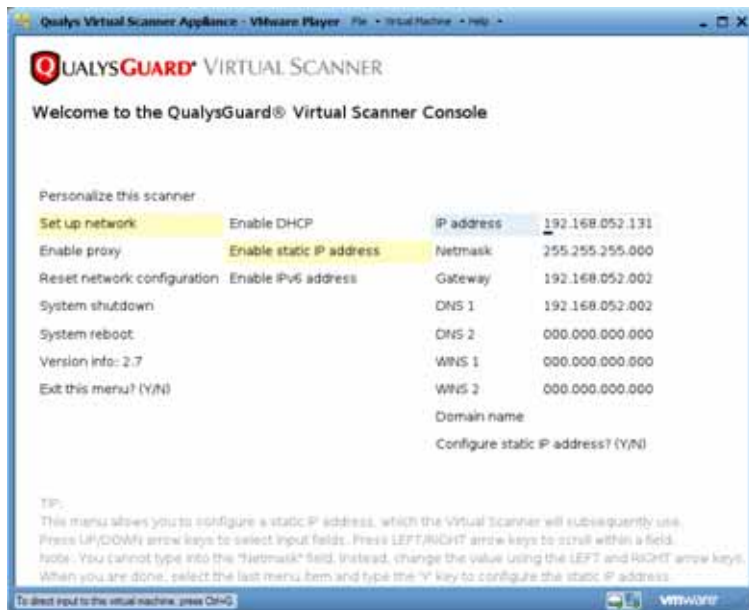 Qualys Virtual Scanner Appliance - VMware Player File Virtual Machine Help
QUALYSGUARD® VIRTUAL SCANNER
Welcome to the QualysGuard® Virtual Scanner Console
Personalize this scanner
Set up network Enable DHCP IP address 192.168.052.131
Enable proxy Enable static IP address Netmask 255.255.255.000
Reset network configuration Enable IPv6 address Gateway 192.168.052.002
System shutdown DNS 1 192.168.052.002
System reboot DNS 2 000.000.000.000
Version info: 2.7 WINS 1 000.000.000.000
Exit this menu? (Y/N) WINS 2 000.000.000.000
Domain name
Configure static IP address? (Y/N)
TIP:
This menu allows you to configure a static IP address, which the Virtual Scanner will subsequently use.
Press UP/DOWN arrow keys to select input fields. Press LEFT/RIGHT arrow keys to scroll within a field.
Note: You cannot type into the "Netmask" field. Instead, change the value using the LEFT and RIGHT arrow keys.
When you are done, select the last menu item and type the 'Y' key to configure the static IP address.
To direct input to this virtual machine, press Ctrl+G. vmware